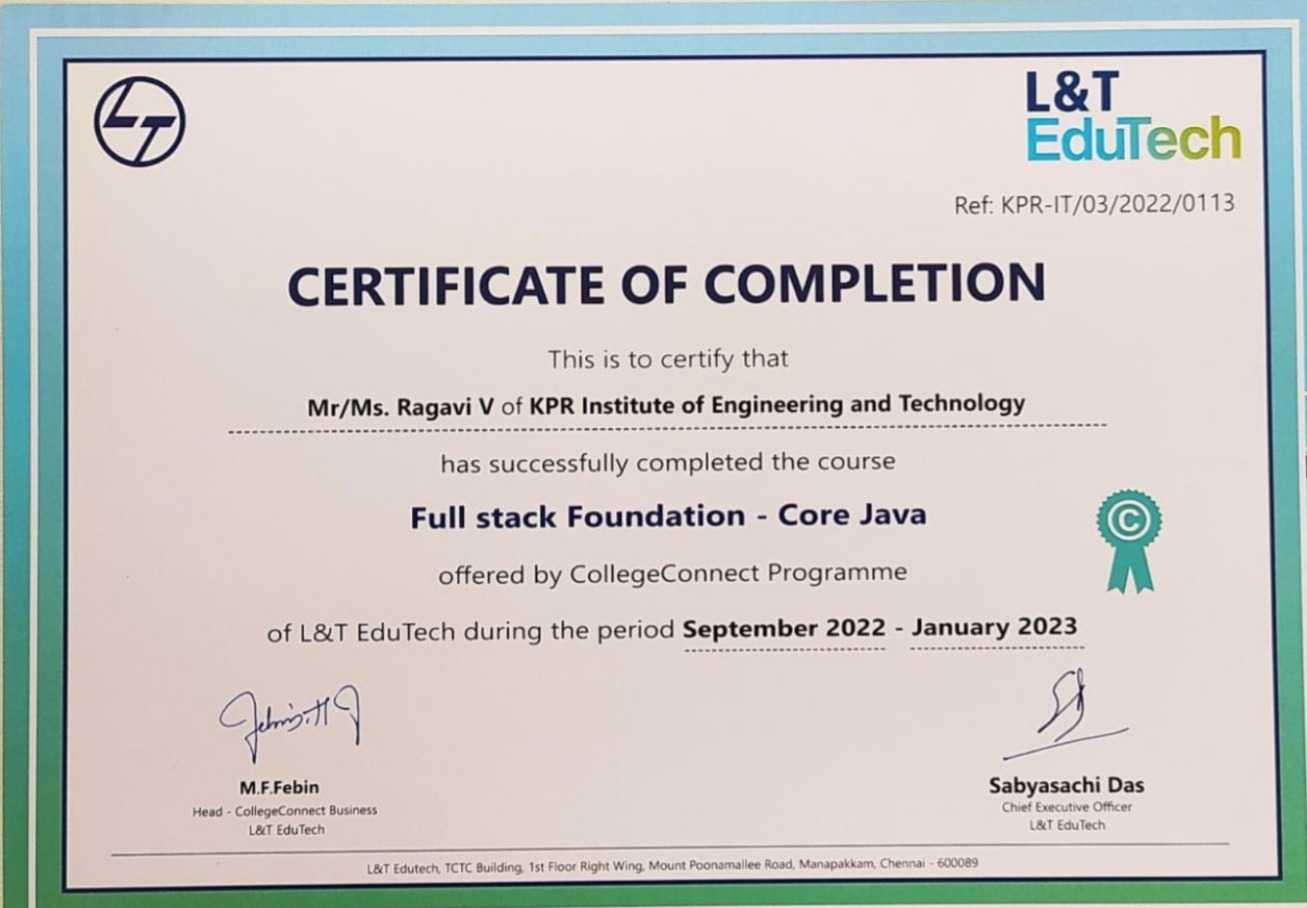 LT
L&T
EduTech
Ref: KPR-IT/03/2022/0113
CERTIFICATE OF COMPLETION
This is to certify that
Mr/Ms. Ragavi V of KPR Institute of Engineering and Technology
has successfully completed the course
Full stack Foundation - Core Java
offered by CollegeConnect Programme
©
of L&T EduTech during the period September 2022 - January 2023
M.F.Febin
Head - CollegeConnect Business
L&T EduTech
Sabyasachi Das
Chief Executive Officer
L&T EduTech
L&T Edutech, TCTC Building, 1st Floor Right Wing, Mount Poonamallee Road, Manapakkam, Chennai - 600089